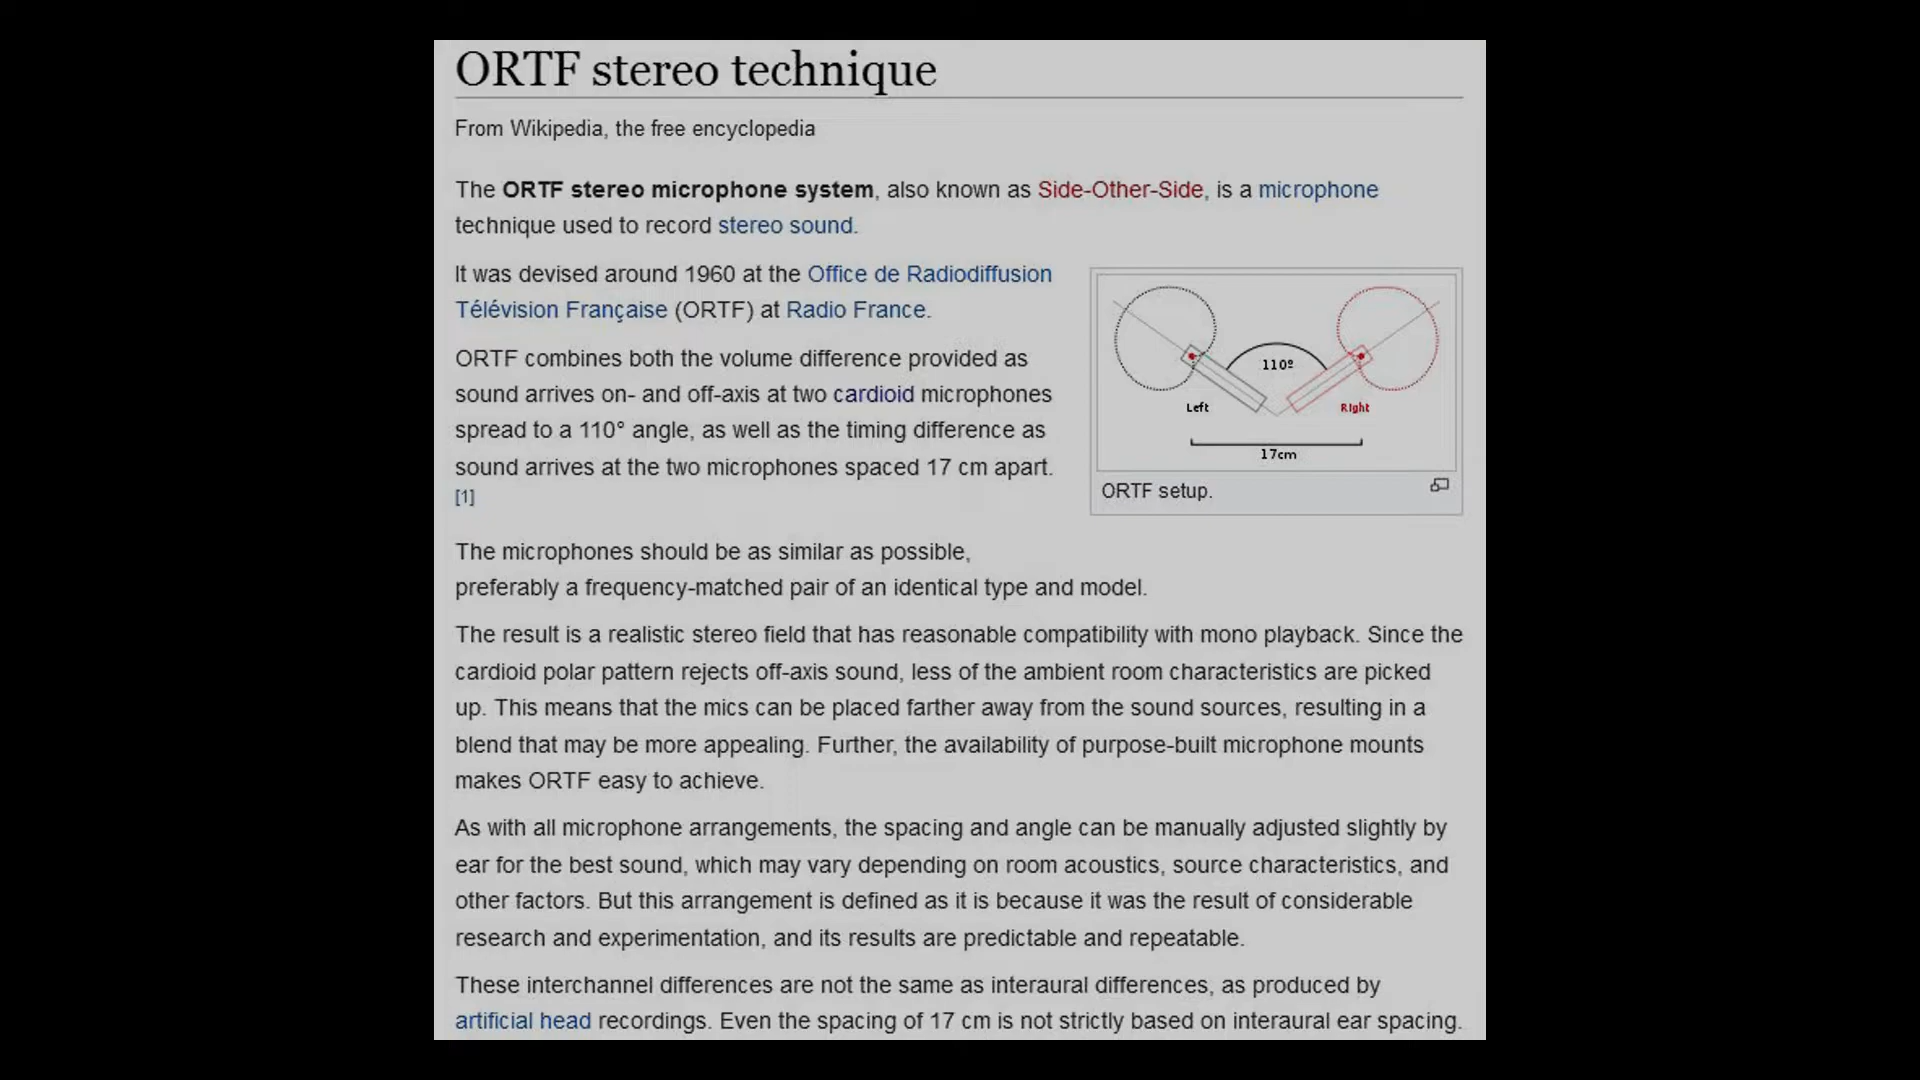 ORTF stereo technique
From Wikipedia, the free encyclopedia
The ORTF stereo microphone system, also known as Side-Other-Side, is a microphone
technique used to record stereo sound.
It was devised around 1960 at the Office de Radiodiffusion
Télévision Française (ORTF) at Radio France.
ORTF combines both the volume difference provided as
sound arrives on- and off-axis at two cardioid microphones
spread to a 110° angle, as well as the timing difference as
sound arrives at the two microphones spaced 17 cm apart.
[1]
110º
Left
Right
17cm
ORTF setup.
The microphones should be as similar as possible,
preferably a frequency-matched pair of an identical type and model.
The result is a realistic stereo field that has reasonable compatibility with mono playback. Since the
cardioid polar pattern rejects off-axis sound, less of the ambient room characteristics are picked
up. This means that the mics can be placed farther away from the sound sources, resulting in a
blend that may be more appealing. Further, the availability of purpose-built microphone mounts
makes ORTF easy to achieve.
As with all microphone arrangements, the spacing and angle can be manually adjusted slightly by
ear for the best sound, which may vary depending on room acoustics, source characteristics, and
other factors. But this arrangement is defined as it is because it was the result of considerable
research and experimentation, and its results are predictable and repeatable.
These interchannel differences are not the same as interaural differences, as produced by
artificial head recordings. Even the spacing of 17 cm is not strictly based on interaural ear spacing.